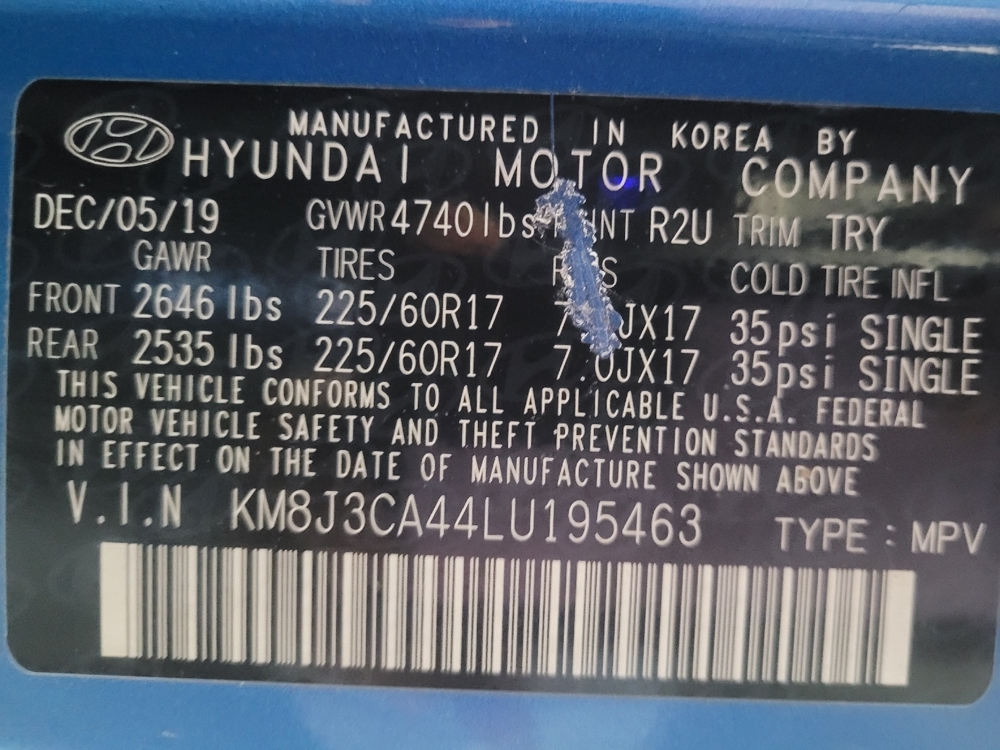 MANUFACTURED IN KOREA BY
HYUNDAI MOTOR COMPANY
DEC/05/19 GVWR 4740 lbs R2U TRIM TRY
GAWR TIRES COLD TIRE INFL
FRONT 2646 lbs 225/60R17 35psi SINGLE
REAR 2535 lbs 225/60R17 7.0JX17 35psi SINGLE
THIS VEHICLE CONFORMS TO ALL APPLICABLE U.S.A. FEDERAL
MOTOR VEHICLE SAFETY AND THEFT PREVENTION STANDARDS
IN EFFECT ON THE DATE OF MANUFACTURE SHOWN ABOVE
V.I.N KM8J3CA44LU195463 TYPE : MPV